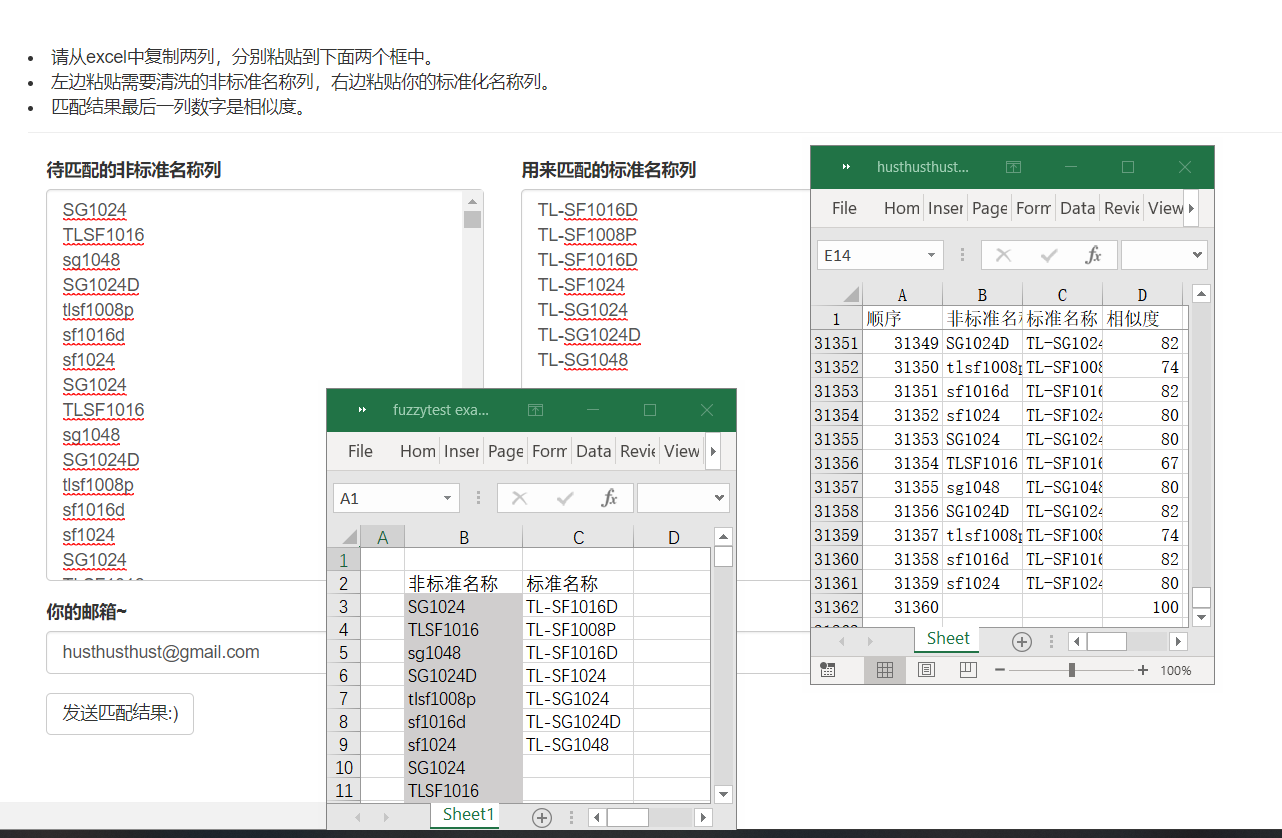 请从excel中复制两列，分别粘贴到下面两个框中。
左边粘贴需要清洗的非标准名称列，右边粘贴你的标准化名称列。
匹配结果最后一列数字是相似度。
待匹配的非标准名称列
SG1024
TLSF1016
sg1048
SG1024D
tlsf1008p
sf1016d
sf1024
SG1024
TLSF1016
sg1048
SG1024D
tlsf1008p
sf1016d
sf1024
SG1024
用来匹配的标准名称列
TL-SF1016D
TL-SF1008P
TL-SF1016D
TL-SF1024
TL-SG1024
TL-SG1024D
TL-SG1048
你的邮箱~
husthusthust@gmail.com
发送匹配结果:)
fuzzytest exa...
File Hom Inser Page Form Data Revie View
A1 fx
A B C D
1
2 非标准名称 标准名称
3 SG1024 TL-SF1016D
4 TLSF1016 TL-SF1008P
5 sg1048 TL-SF1016D
6 SG1024D TL-SF1024
7 tlsf1008p TL-SG1024
8 sf1016d TL-SG1024D
9 sf1024 TL-SG1048
10 SG1024
11 TLSF1016
Sheet1
husthusthust...
File Hom Inser Page Form Data Revie View
E14 fx
A B C D
1 顺序 非标准名称 标准名称 相似度
31351 31349 SG1024D TL-SG1024 82
31352 31350 tlsf1008p TL-SF1008 74
31353 31351 sf1016d TL-SF1016 82
31354 31352 sf1024 TL-SF1024 80
31355 31353 SG1024 TL-SG1024 80
31356 31354 TLSF1016 TL-SF1016 67
31357 31355 sg1048 TL-SG1048 80
31358 31356 SG1024D TL-SG1024 82
31359 31357 tlsf1008p TL-SF1008 74
31360 31358 sf1016d TL-SF1016 82
31361 31359 sf1024 TL-SF1024 80
31362 31360 100
Sheet
100%